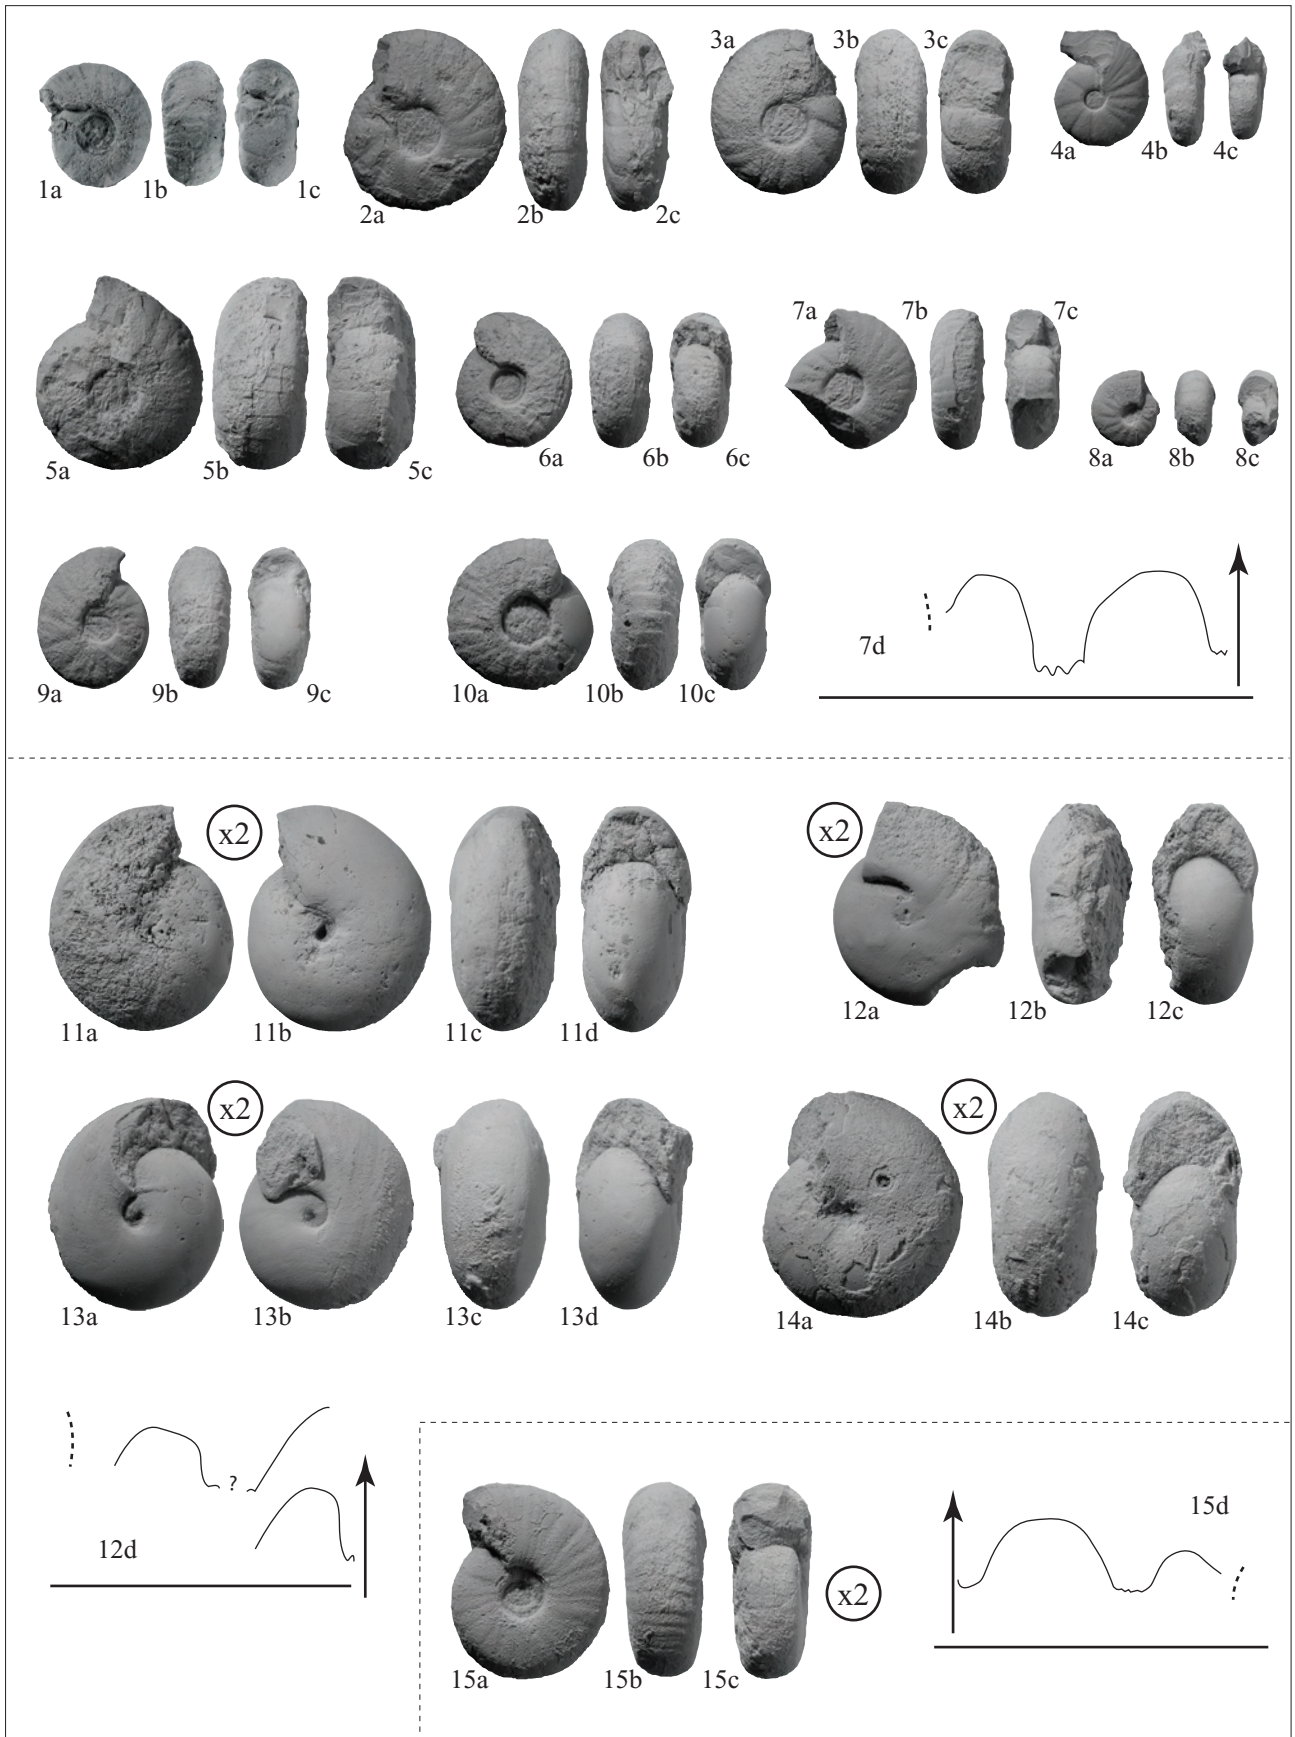 3a 3b 3c
4a 4b 4c
1a 1b 1c
2a 2b 2c
7a 7b 7c
5a 5b 5c
6a 6b 6c
8a 8b 8c
7d
9a 9b 9c
10a 10b 10c
x2
x2
11a 11b 11c 11d
12a 12b 12c
x2
x2
13a 13b 13c 13d
14a 14b 14c
?
12d
15d
x2
15a 15b 15c